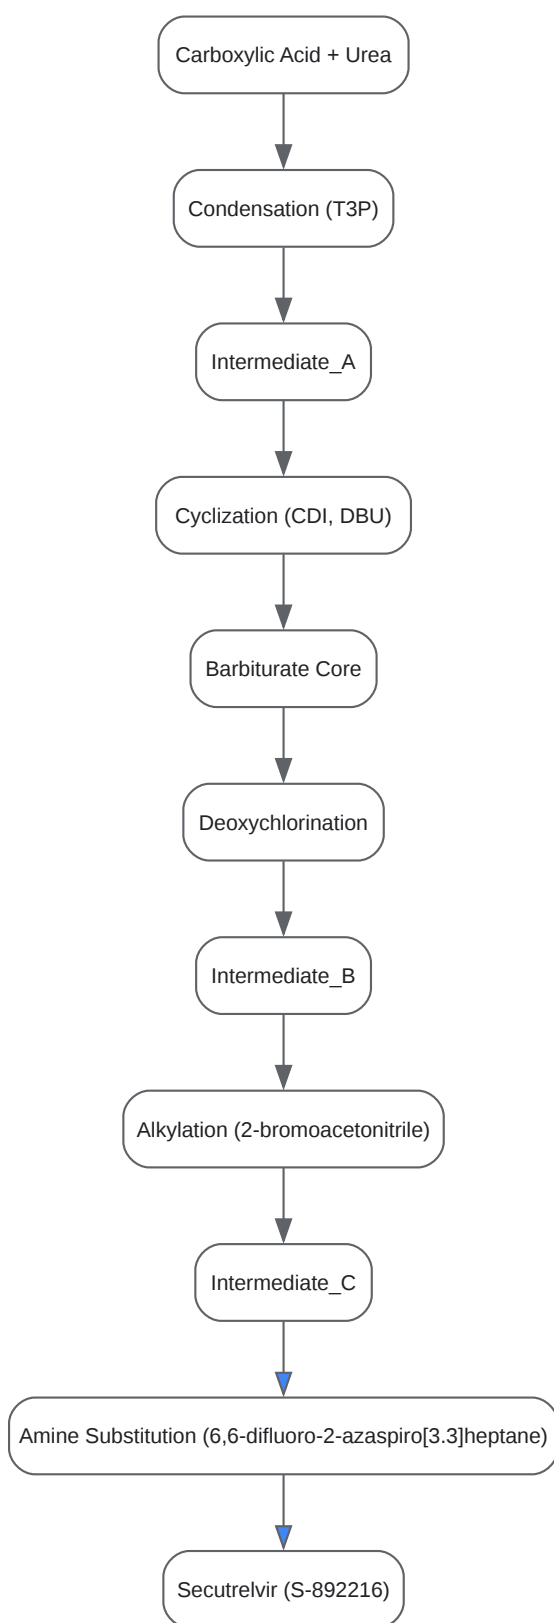 Carboxylic Acid + Urea
Condensation (T3P)
Intermediate_A
Cyclization (CDI, DBU)
Barbiturate Core
Deoxychlorination
Intermediate_B
Alkylation (2-bromoacetonitrile)
Intermediate_C
Amine Substitution (6,6-difluoro-2-azaspiro[3.3]heptane)
Secutrelvir (S-892216)